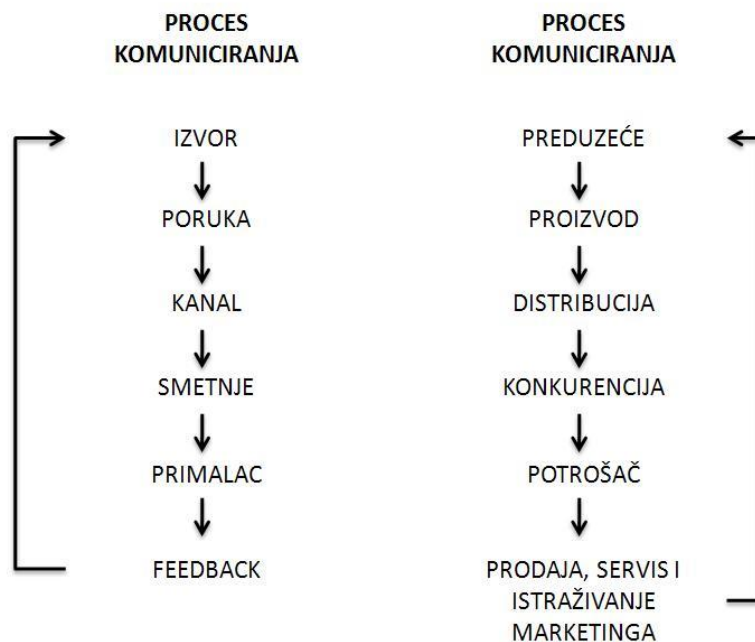 PROCES
KOMUNICIRANJA
IZVOR
PORUKA
KANAL
SMETNJE
PRIMALAC
FEEDBACK
PROCES
KOMUNICIRANJA
PREDUZEĆE
PROIZVOD
DISTRIBUCIJA
KONKURENCIJA
POTROŠAČ
PRODAJA, SERVIS I
ISTRAŽIVANJE
MARKETINGA